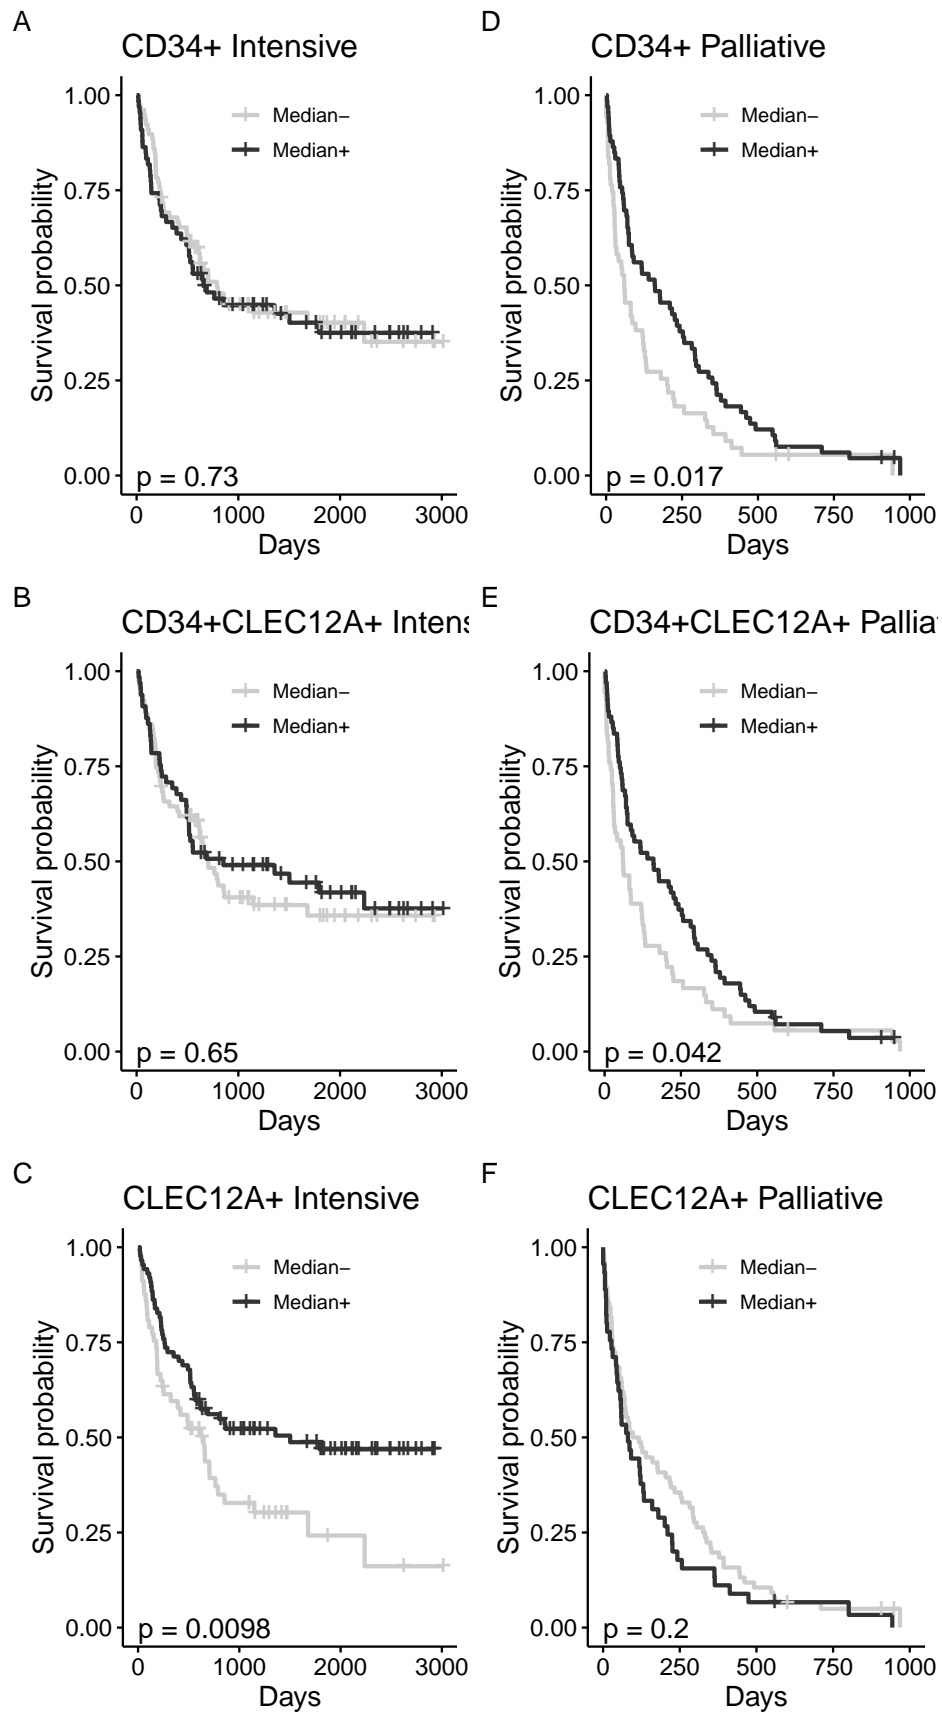 A
CD34+ Intensive
1.00
0.75
0.50
0.25
0.00
Survival probability
Median−
Median+
p = 0.73
0 1000 2000 3000
Days
D
CD34+ Palliative
1.00
0.75
0.50
0.25
0.00
Survival probability
Median−
Median+
p = 0.017
0 250 500 750 1000
Days
B
CD34+CLEC12A+ Intens
1.00
0.75
0.50
0.25
0.00
Survival probability
Median−
Median+
p = 0.65
0 1000 2000 3000
Days
E
CD34+CLEC12A+ Palliat
1.00
0.75
0.50
0.25
0.00
Survival probability
Median−
Median+
p = 0.042
0 250 500 750 1000
Days
C
CLEC12A+ Intensive
1.00
0.75
0.50
0.25
0.00
Survival probability
Median−
Median+
p = 0.0098
0 1000 2000 3000
Days
F
CLEC12A+ Palliative
1.00
0.75
0.50
0.25
0.00
Survival probability
Median−
Median+
p = 0.2
0 250 500 750 1000
Days